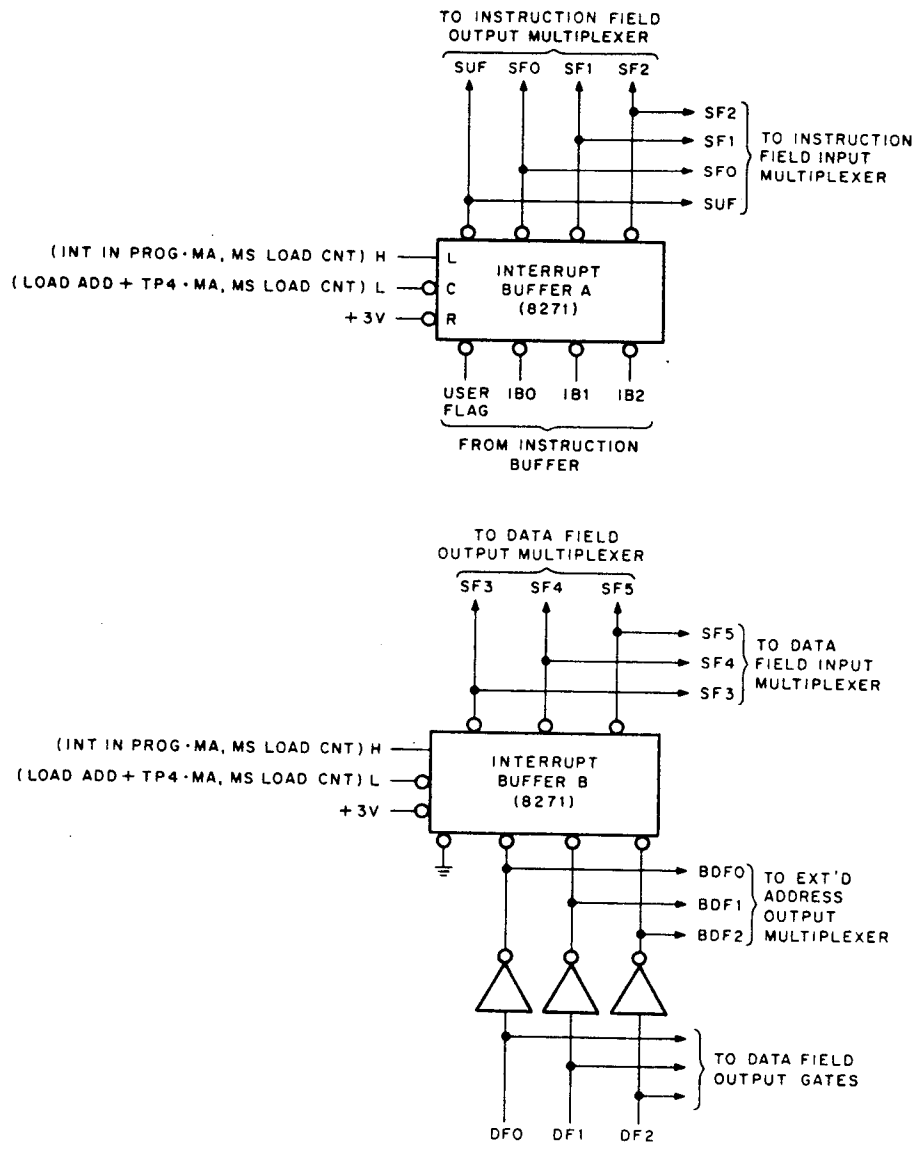 TO INSTRUCTION FIELD
OUTPUT MULTIPLEXER
SUF SF0 SF1 SF2
SF2
SF1
SF0
SUF
TO INSTRUCTION
FIELD INPUT
MULTIPLEXER
(INT IN PROG·MA, MS LOAD CNT) H
(LOAD ADD + TP4·MA, MS LOAD CNT) L
+3V
L
C
R
INTERRUPT
BUFFER A
(8271)
USER
FLAG
IB0 IB1 IB2
FROM INSTRUCTION
BUFFER
TO DATA FIELD
OUTPUT MULTIPLEXER
SF3 SF4 SF5
SF5
SF4
SF3
TO DATA
FIELD INPUT
MULTIPLEXER
(INT IN PROG·MA, MS LOAD CNT) H
(LOAD ADD + TP4·MA, MS LOAD CNT) L
+3V
INTERRUPT
BUFFER B
(8271)
BDF0
BDF1
BDF2
TO EXT'D
ADDRESS
OUTPUT
MULTIPLEXER
TO DATA FIELD
OUTPUT GATES
DF0 DF1 DF2